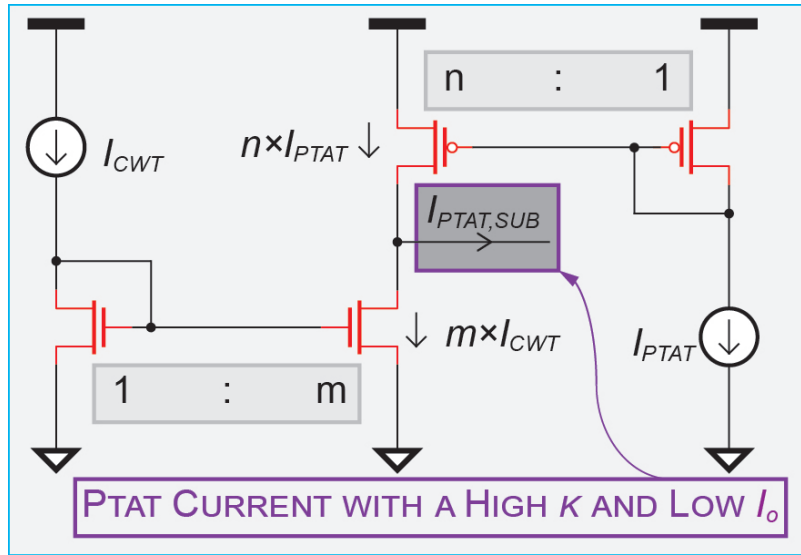 n : 1
I_CWT
n×I_PTAT ↓
I_PTAT,SUB
↓ m×I_CWT
I_PTAT
1 : m
PTAT CURRENT WITH A HIGH K AND LOW I_o